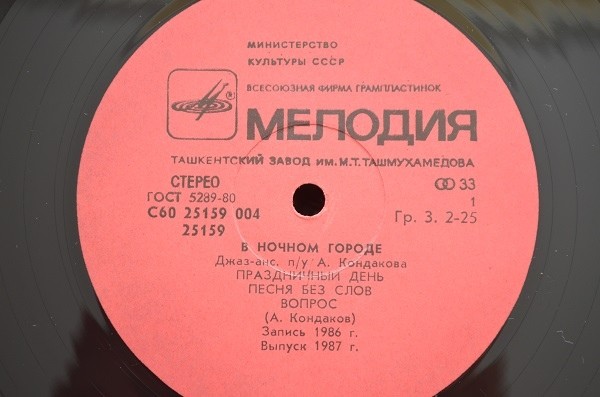 МИНИСТЕРСТВО
КУЛЬТУРЫ СССР
ВСЕСОЮЗНАЯ ФИРМА ГРАМПЛАСТИНОК
МЕЛОДИЯ
ТАШКЕНТСКИЙ ЗАВОД ИМ. М.Т. ТАШМУХАМЕДОВА
СТЕРЕО
ГОСТ 5289-80
С60 25159 004
25159
33
1
Гр. 3. 2-25
В НОЧНОМ ГОРОДЕ
Джаз-анс. п/у А. Кондакова
ПРАЗДНИЧНЫЙ ДЕНЬ
ПЕСНЯ БЕЗ СЛОВ
ВОПРОС
(А. Кондаков)
Запись 1986 г.
Выпуск 1987 г.